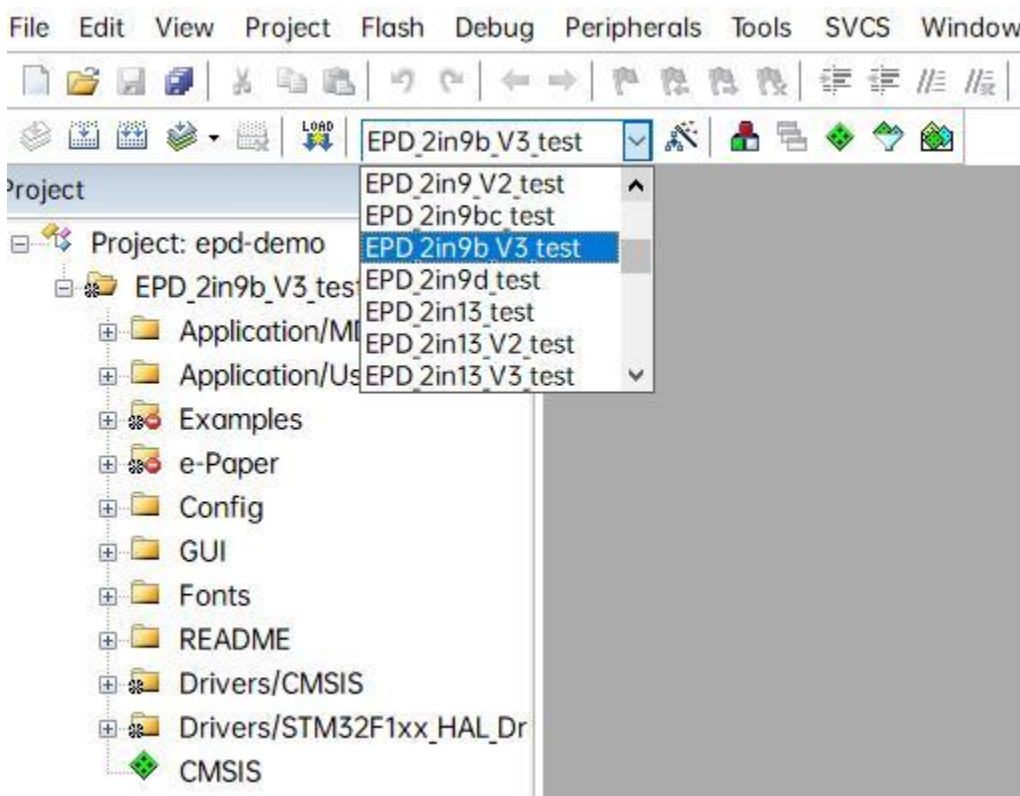 File Edit View Project Flash Debug Peripherals Tools SVCS Window
LOAD
EPD_2in9b_V3_test
Project
EPD_2in9_V2_test
EPD_2in9bc_test
EPD_2in9b_V3_test
EPD_2in9d_test
EPD_2in13_test
EPD_2in13_V2_test
EPD_2in13_V3_test
Project: epd-demo
EPD_2in9b_V3_tes
Application/M
Application/Us
Examples
e-Paper
Config
GUI
Fonts
README
Drivers/CMSIS
Drivers/STM32F1xx_HAL_Dr
CMSIS